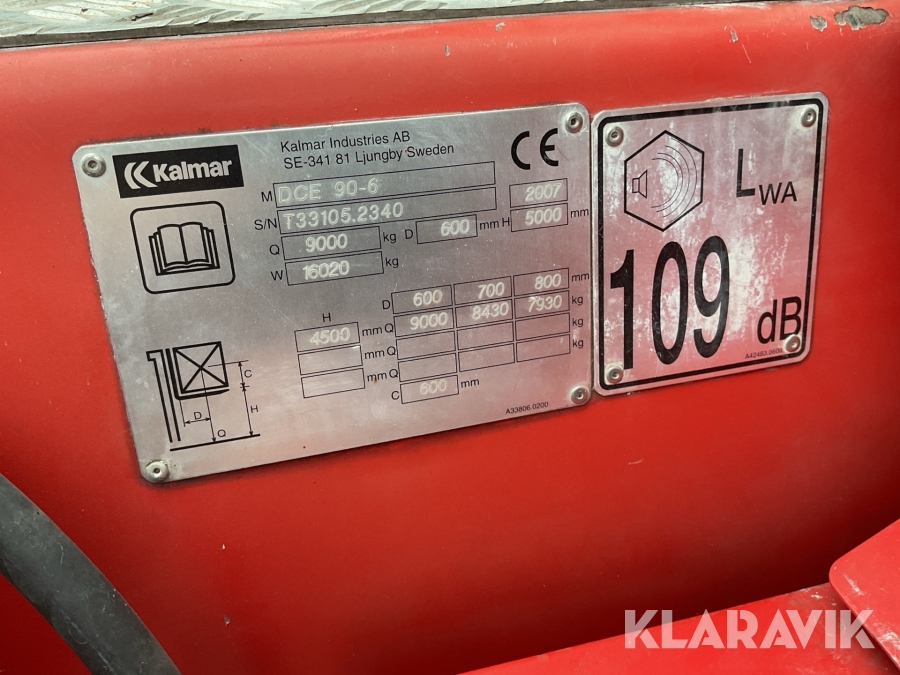 Kalmar
Kalmar Industries AB
SE-341 81 Ljungby Sweden
CE
M DCE 90-6 2007
S/N T33105.2340
Q 9000 kg D 600 mm H 5000 mm
W 16020 kg
D 600 700 800 mm
H
4500 mm Q 9000 8430 7930 kg
mm Q kg
mm Q kg
C 600 mm
C
D
H
Q
A33806.0200
LWA
109 dB
A42483.0600
KLARAVIK